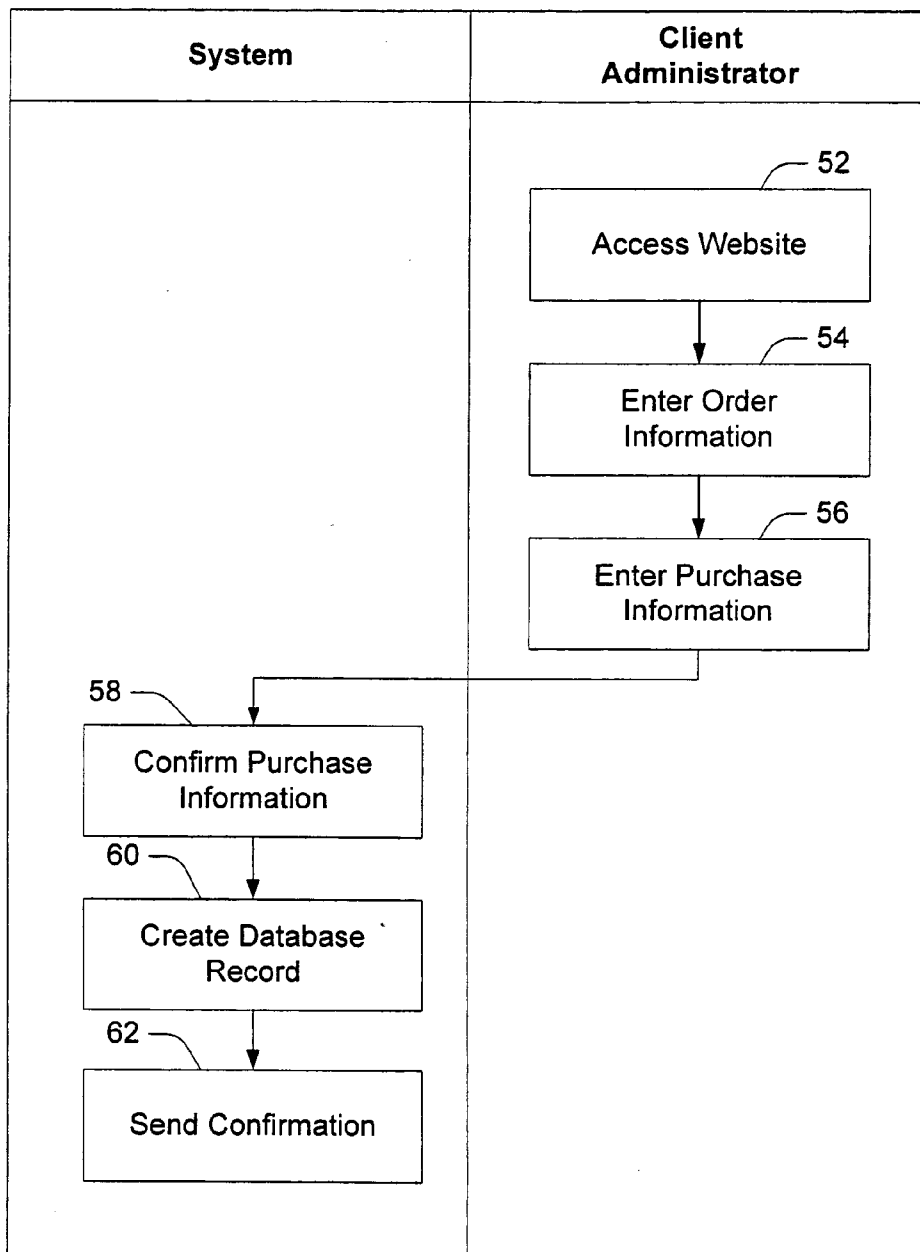 System
Client
Administrator
52
Access Website
54
Enter Order
Information
56
Enter Purchase
Information
58
Confirm Purchase
Information
60
Create Database
Record
62
Send Confirmation